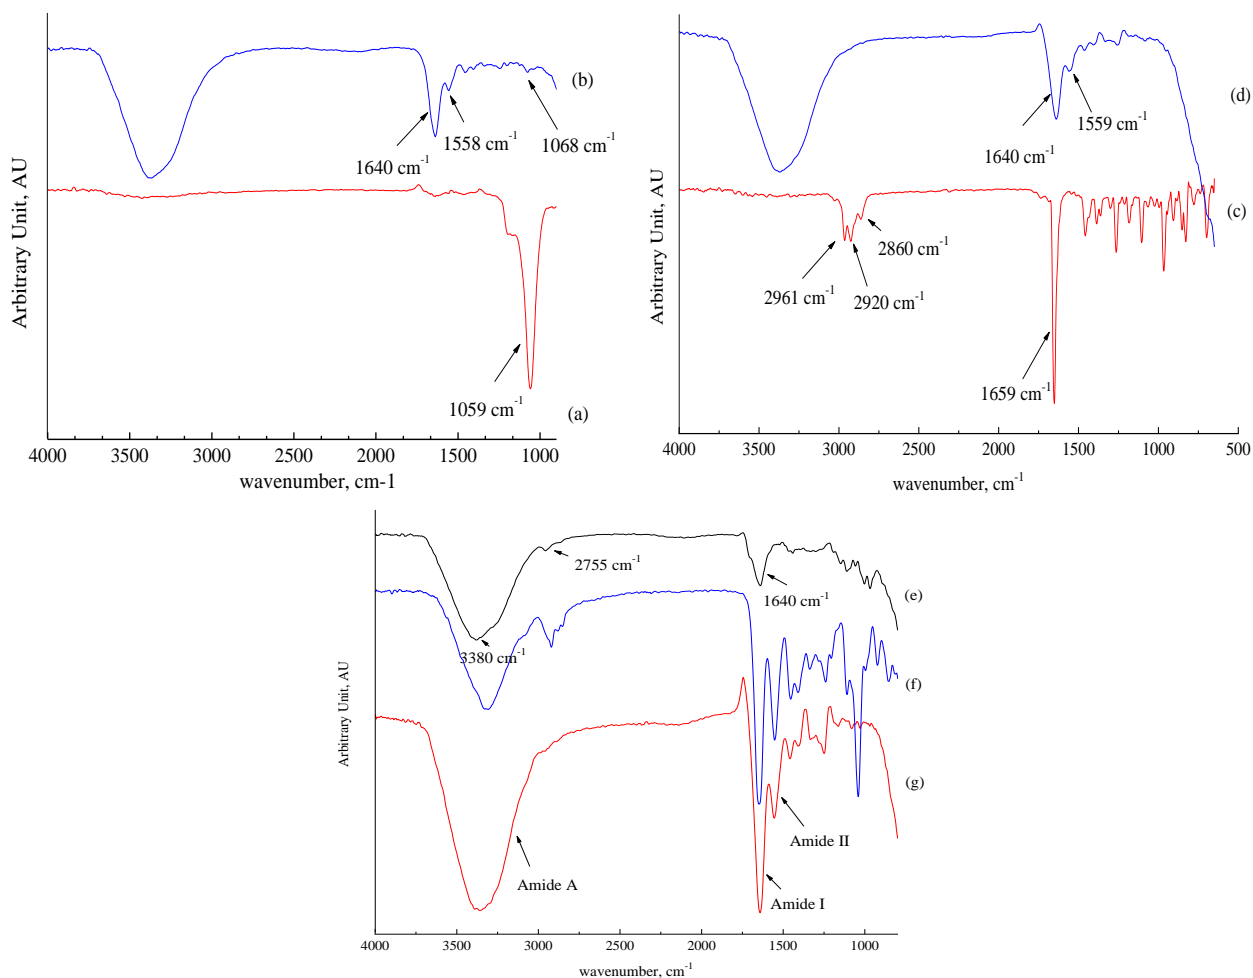 (b)
1558 cm-1
1068 cm-1
1640 cm-1
1059 cm-1
(a)
Arbitrary Unit, AU
4000 3500 3000 2500 2000 1500 1000
wavenumber, cm-1
(d)
1559 cm-1
1640 cm-1
(c)
2860 cm-1
2961 cm-1
2920 cm-1
1659 cm-1
Arbitrary Unit, AU
4000 3500 3000 2500 2000 1500 1000 500
wavenumber, cm-1
2755 cm-1
1640 cm-1
(e)
3380 cm-1
(f)
(g)
Amide II
Amide A
Amide I
Arbitrary Unit, AU
4000 3500 3000 2500 2000 1500 1000
wavenumber, cm-1